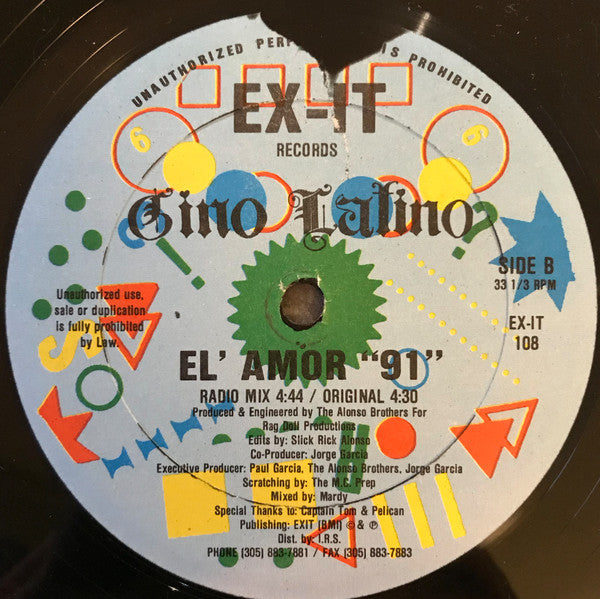 UNAUTHORIZED PERF IS PROHIBITED
EX-IT
RECORDS
6
6
Gino Latino
! ?
Unauthorized use,
sale or duplication
is fully prohibited
by Law.
SIDE B
33 1/3 RPM
EX-IT
108
EL' AMOR "91"
RADIO MIX 4:44 / ORIGINAL 4:30
Produced & Engineered by The Alonso Brothers For
Rag Doll Productions
Edits by: Slick Rick Alonso
Co-Producer: Jorge Garcia
Executive Producer: Paul Garcia, The Alonso Brothers, Jorge Garcia
Scratching by: The M.C. Prep
Mixed by: Mardy
Special Thanks to: Captain Tom & Pelican
Publishing: EXIT (BMI) © & ℗
Dist. by: I.R.S.
PHONE (305) 883-7881 / FAX (305) 883-7883